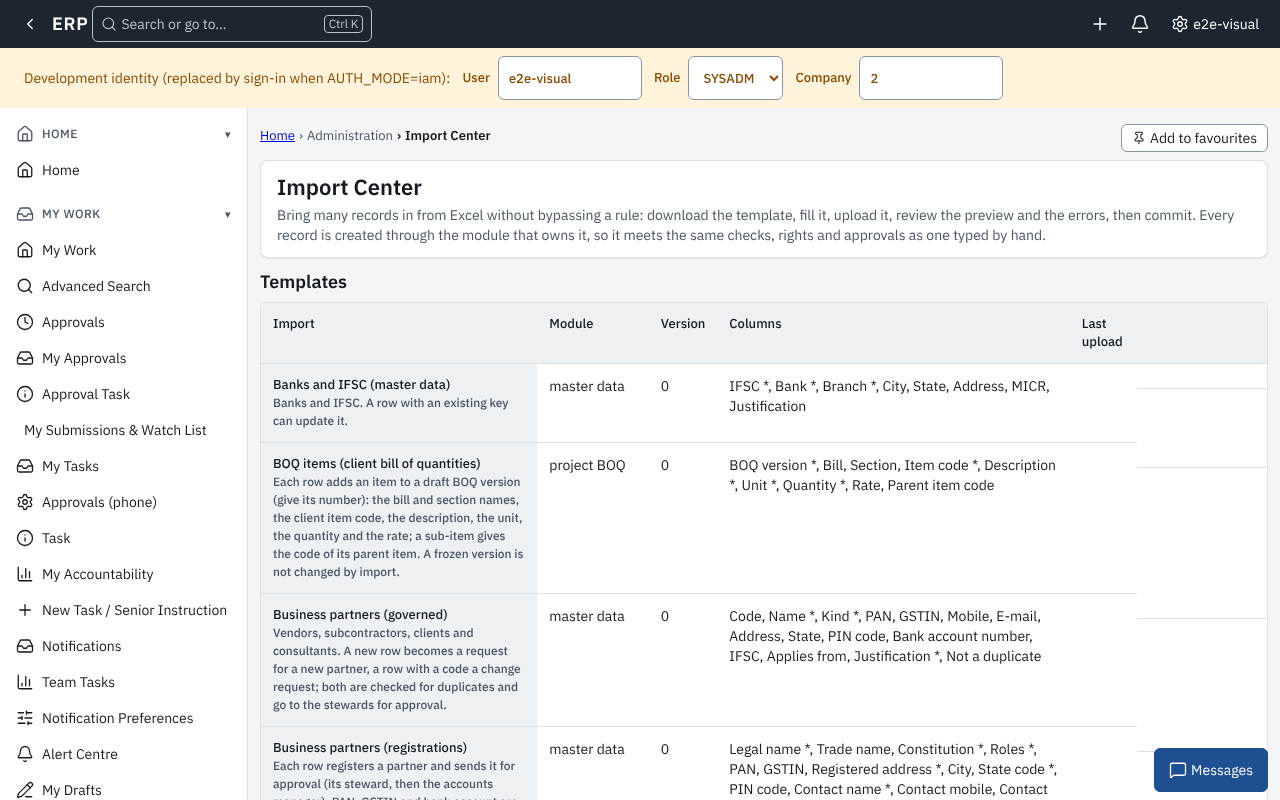 ERP
Search or go to...
Ctrl K
e2e-visual
Development identity (replaced by sign-in when AUTH_MODE=iam):
User
e2e-visual
Role
SYSADM
Company
2
HOME
Home
MY WORK
My Work
Advanced Search
Approvals
My Approvals
Approval Task
My Submissions & Watch List
My Tasks
Approvals (phone)
Task
My Accountability
New Task / Senior Instruction
Notifications
Team Tasks
Notification Preferences
Alert Centre
My Drafts
Home › Administration › Import Center
Add to favourites
Import Center
Bring many records in from Excel without bypassing a rule: download the template, fill it, upload it, review the preview and the errors, then commit. Every
record is created through the module that owns it, so it meets the same checks, rights and approvals as one typed by hand.
Templates
Import
Module
Version
Columns
Last
upload
Banks and IFSC (master data)
Banks and IFSC. A row with an existing key
can update it.
master data
0
IFSC *, Bank *, Branch *, City, State, Address, MICR,
Justification
BOQ items (client bill of quantities)
Each row adds an item to a draft BOQ version
(give its number): the bill and section names,
the client item code, the description, the unit,
the quantity and the rate; a sub-item gives
the code of its parent item. A frozen version is
not changed by import.
project BOQ
0
BOQ version *, Bill, Section, Item code *, Description
*, Unit *, Quantity *, Rate, Parent item code
Business partners (governed)
Vendors, subcontractors, clients and
consultants. A new row becomes a request
for a new partner, a row with a code a change
request; both are checked for duplicates and
go to the stewards for approval.
master data
0
Code, Name *, Kind *, PAN, GSTIN, Mobile, E-mail,
Address, State, PIN code, Bank account number,
IFSC, Applies from, Justification *, Not a duplicate
Business partners (registrations)
Each row registers a partner and sends it for
approval (its steward, then the accounts
master data
0
Legal name *, Trade name, Constitution *, Roles *,
PAN, GSTIN, Registered address *, City, State code *,
PIN code, Contact name *, Contact mobile, Contact
Messages